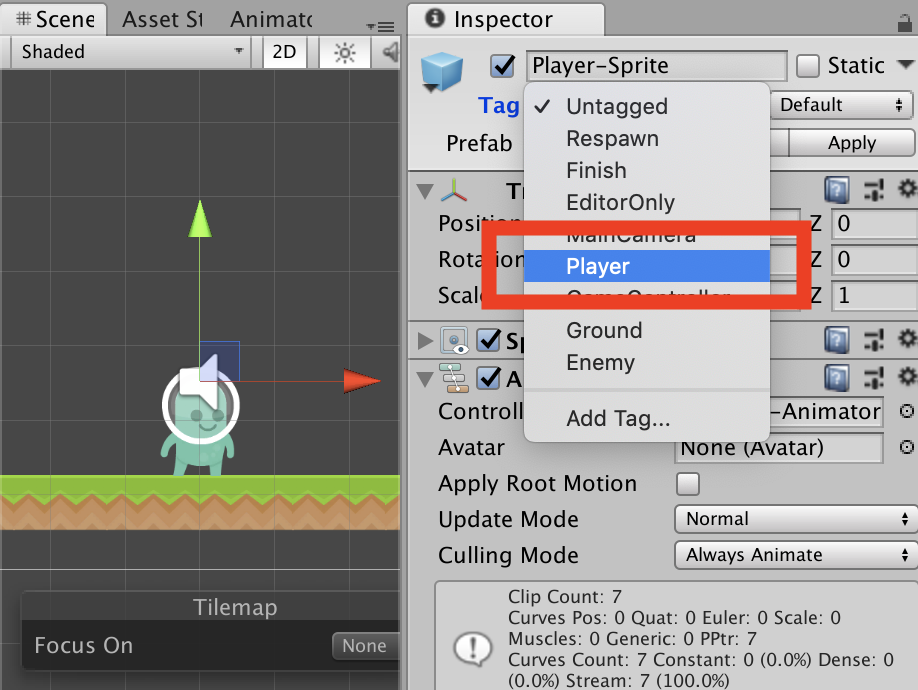 Scene
Asset St
Animato
Inspector
Shaded
2D
Player-Sprite
Static
Tag
Untagged
Default
Respawn
Prefab
Apply
Finish
EditorOnly
MainCamera
Position
Z 0
Player
Rotation
Z 0
GameController
Scale
Z 1
Ground
Sp
Enemy
A
Controll
-Animator
Add Tag...
Avatar
None (Avatar)
Apply Root Motion
Update Mode
Normal
Culling Mode
Always Animate
Tilemap
Focus On
None
Clip Count: 7
Curves Pos: 0 Quat: 0 Euler: 0 Scale: 0
Muscles: 0 Generic: 0 PPtr: 7
Curves Count: 7 Constant: 0 (0.0%) Dense: 0
(0.0%) Stream: 7 (100.0%)